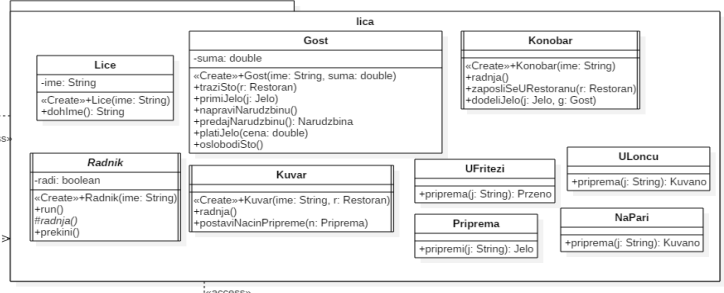 lica
Lice
-ime: String
«Create»+Lice(ime: String)
+dohIme(): String
Gost
-suma: double
«Create»+Gost(ime: String, suma: double)
+traziSto(r: Restoran)
+primiJelo(j: Jelo)
+napraviNarudzbinu()
+predajNarudzbinu(): Narudzbina
+platiJelo(cena: double)
+oslobodiSto()
Konobar
«Create»+Konobar(ime: String)
+radnja()
+zaposliSeURestoranu(r: Restoran)
+dodeliJelo(j: Jelo, g: Gost)
Radnik
-radi: boolean
«Create»+Radnik(ime: String)
+run()
#radnja()
+prekini()
Kuvar
«Create»+Kuvar(ime: String, r: Restoran)
+radnja()
+postaviNacinPripreme(n: Priprema)
UFritezi
+priprema(j: String): Przeno
ULoncu
+priprema(j: String): Kuvano
Priprema
+pripremi(j: String): Jelo
NaPari
+priprema(j: String): Kuvano
s»
«access»